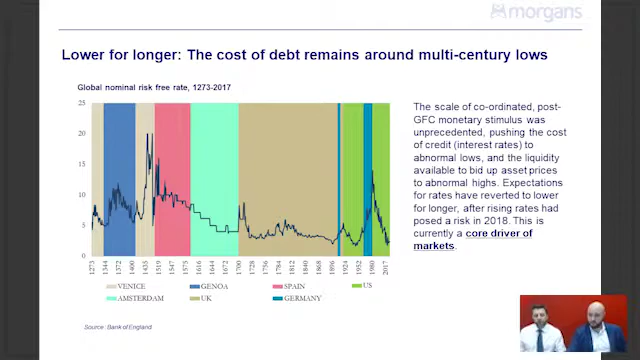 morgans
Lower for longer: The cost of debt remains around multi-century lows
Global nominal risk free rate, 1273-2017
25
20
15
10
5
0
1273
1344
1372
1400
1435
1519
1547
1575
1616
1644
1672
1700
1728
1756
1784
1812
1840
1868
1896
1924
1952
1980
2017
VENICE GENOA SPAIN US
AMSTERDAM UK GERMANY
Source : Bank of England
The scale of co-ordinated, post-
GFC monetary stimulus was
unprecedented, pushing the cost
of credit (interest rates) to
abnormal lows, and the liquidity
available to bid up asset prices
to abnormal highs. Expectations
for rates have reverted to lower
for longer, after rising rates had
posed a risk in 2018. This is
currently a core driver of
markets.